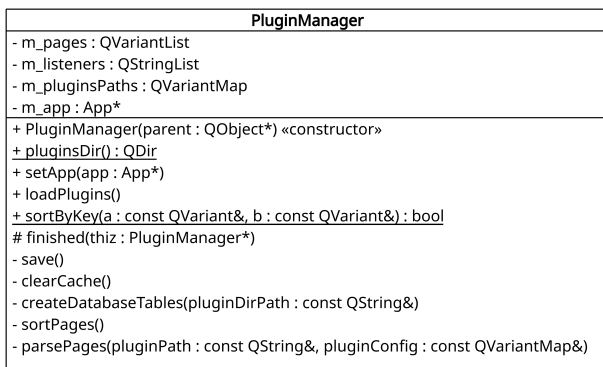 PluginManager
- m_pages : QVariantList
- m_listeners : QStringList
- m_pluginsPaths : QVariantMap
- m_app : App*
+ PluginManager(parent : QObject*) «constructor»
+ pluginsDir() : QDir
+ setApp(app : App*)
+ loadPlugins()
+ sortByKey(a : const QVariant&, b : const QVariant&) : bool
# finished(thiz : PluginManager*)
- save()
- clearCache()
- createDatabaseTables(pluginDirPath : const QString&)
- sortPages()
- parsePages(pluginPath : const QString&, pluginConfig : const QVariantMap&)